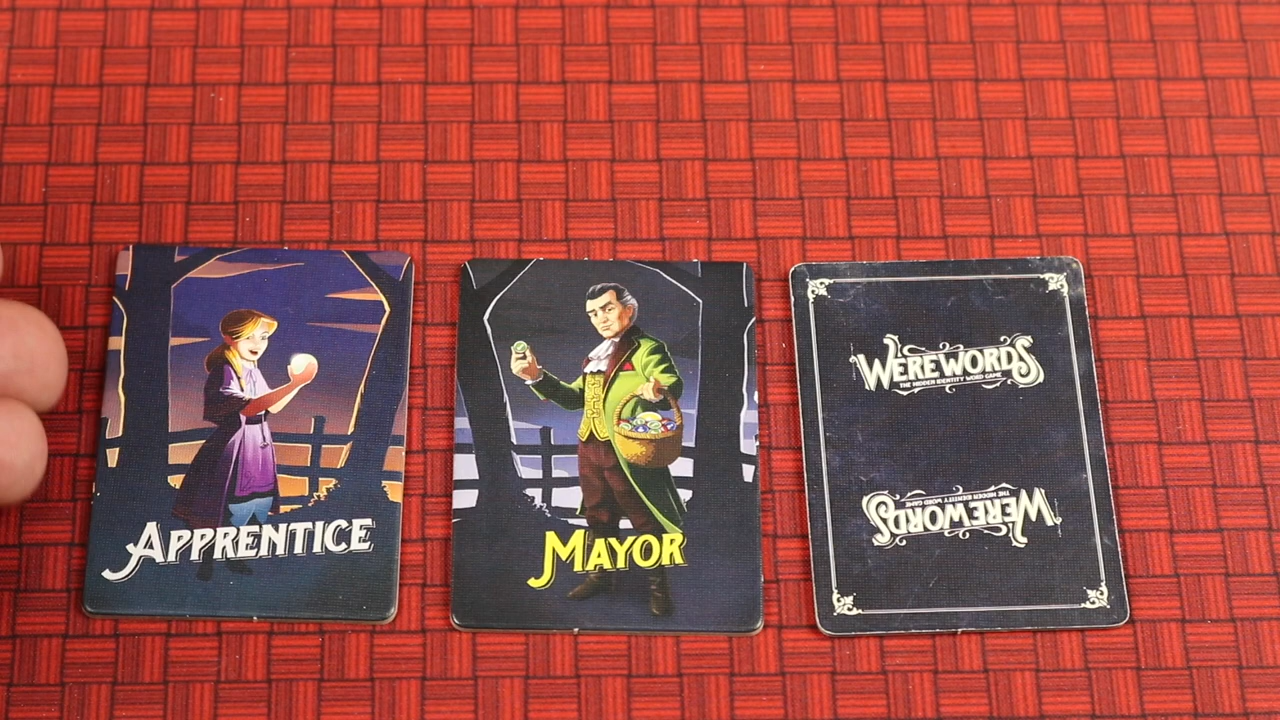 APPRENTICE
MAYOR
WEREWORDS
THE HIDDEN IDENTITY WORD GAME
WEREWORDS
THE HIDDEN IDENTITY WORD GAME